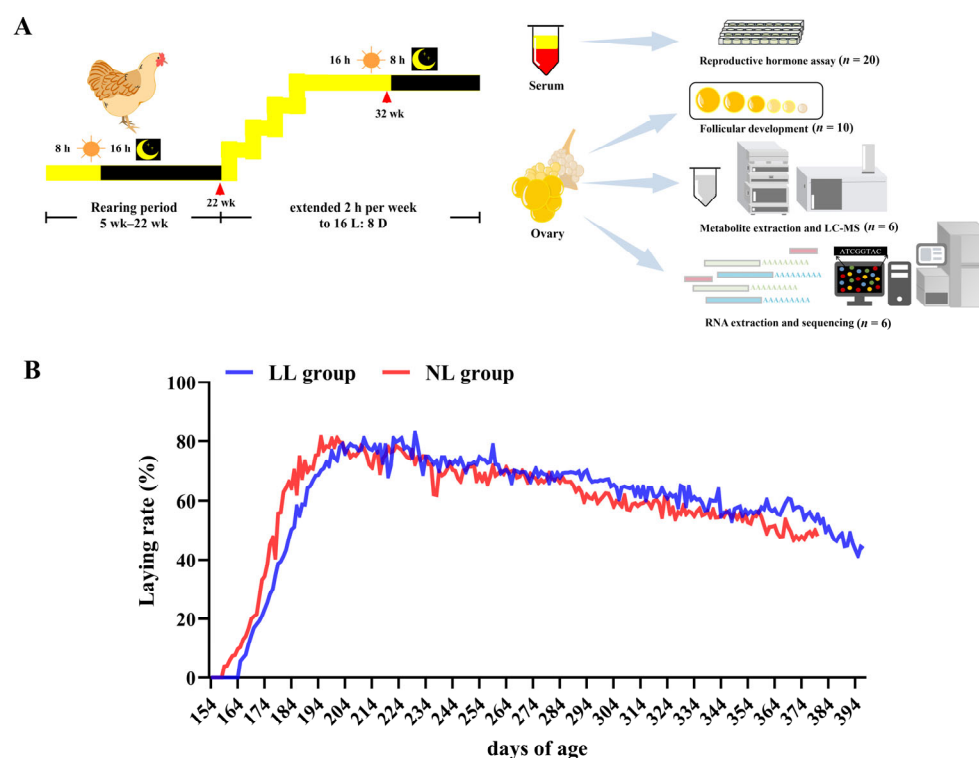 A
16 h
8 h
32 wk
8 h
16 h
22 wk
Rearing period
5 wk–22 wk
extended 2 h per week
to 16 L: 8 D
Serum
Reproductive hormone assay (n = 20)
Follicular development (n = 10)
Ovary
Metabolite extraction and LC-MS (n = 6)
ATCGGTAC
AAAAAAAAA
AAAAAAAAA
AAAAAAAAA
AAAAAAAAA
RNA extraction and sequencing (n = 6)
B
LL group
NL group
Laying rate (%)
100
80
60
40
20
0
154 164 174 184 194 204 214 224 234 244 254 264 274 284 294 304 314 324 334 344 354 364 374 384 394
days of age